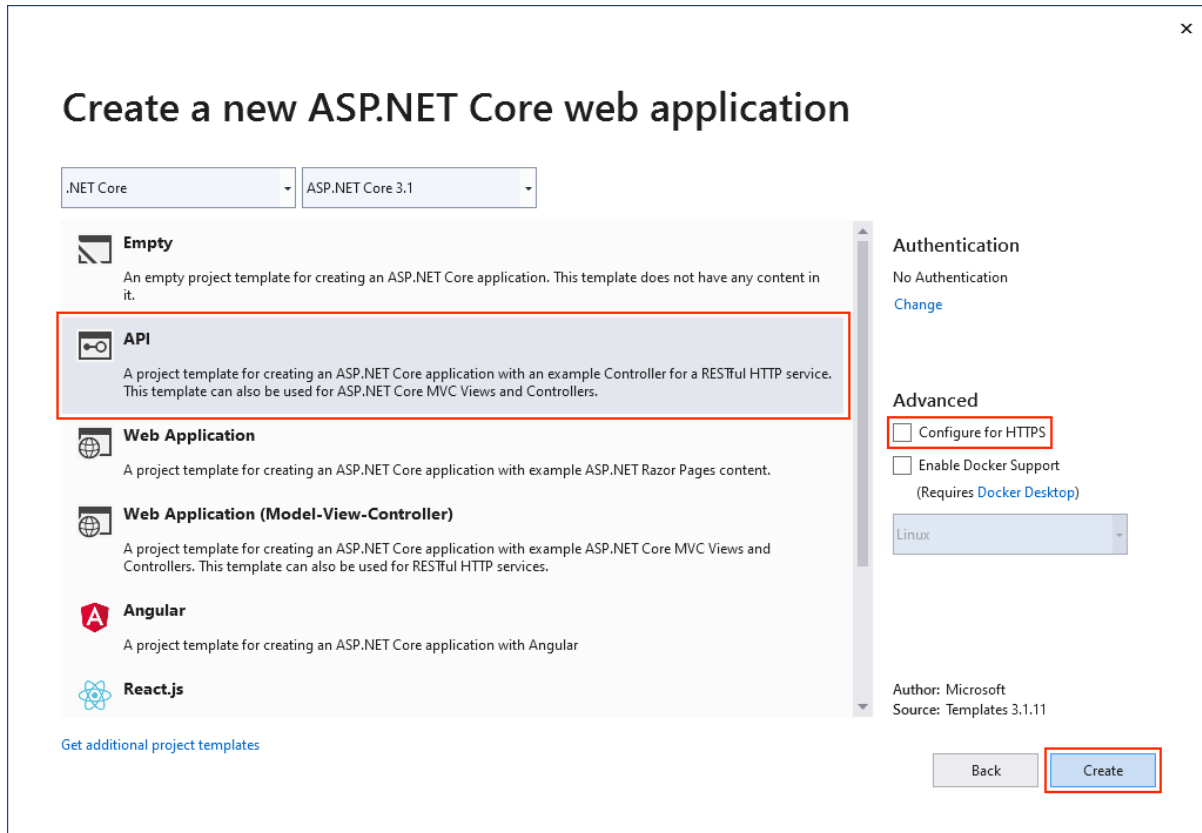 Create a new ASP.NET Core web application
.NET Core
ASP.NET Core 3.1
Empty
An empty project template for creating an ASP.NET Core application. This template does not have any content in
it.
API
A project template for creating an ASP.NET Core application with an example Controller for a RESTful HTTP service.
This template can also be used for ASP.NET Core MVC Views and Controllers.
Web Application
A project template for creating an ASP.NET Core application with example ASP.NET Razor Pages content.
Web Application (Model-View-Controller)
A project template for creating an ASP.NET Core application with example ASP.NET Core MVC Views and
Controllers. This template can also be used for RESTful HTTP services.
Angular
A project template for creating an ASP.NET Core application with Angular
React.js
Get additional project templates
Authentication
No Authentication
Change
Advanced
Configure for HTTPS
Enable Docker Support
(Requires Docker Desktop)
Linux
Author: Microsoft
Source: Templates 3.1.11
Back
Create